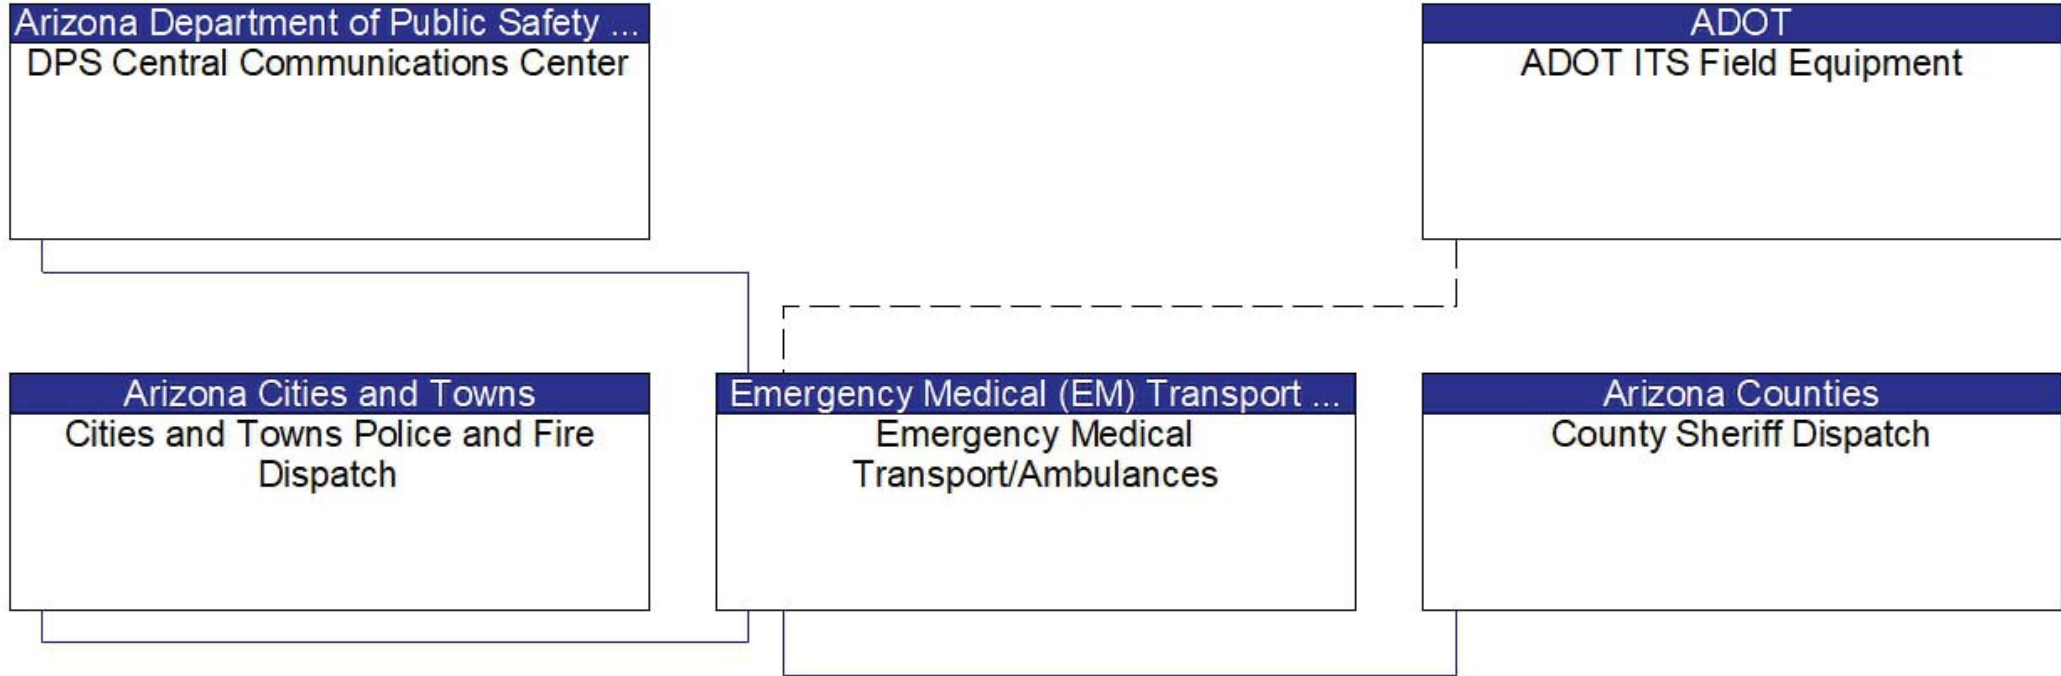 Arizona Department of Public Safety ...
DPS Central Communications Center
ADOT
ADOT ITS Field Equipment
Arizona Cities and Towns
Cities and Towns Police and Fire
Dispatch
Emergency Medical (EM) Transport ...
Emergency Medical
Transport/Ambulances
Arizona Counties
County Sheriff Dispatch